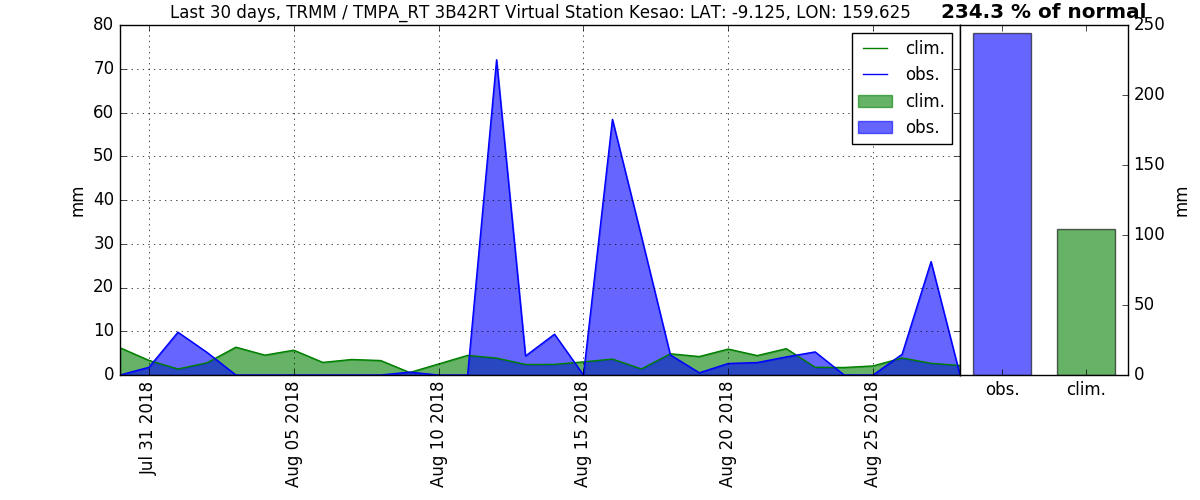 Last 30 days, TRMM / TMPA_RT 3B42RT Virtual Station Kesao: LAT: -9.125, LON: 159.625
234.3 % of normal
80
70
60
50
40
30
20
10
0
mm
clim.
obs.
clim.
obs.
250
200
150
100
50
0
mm
obs.
clim.
Jul 31 2018
Aug 05 2018
Aug 10 2018
Aug 15 2018
Aug 20 2018
Aug 25 2018